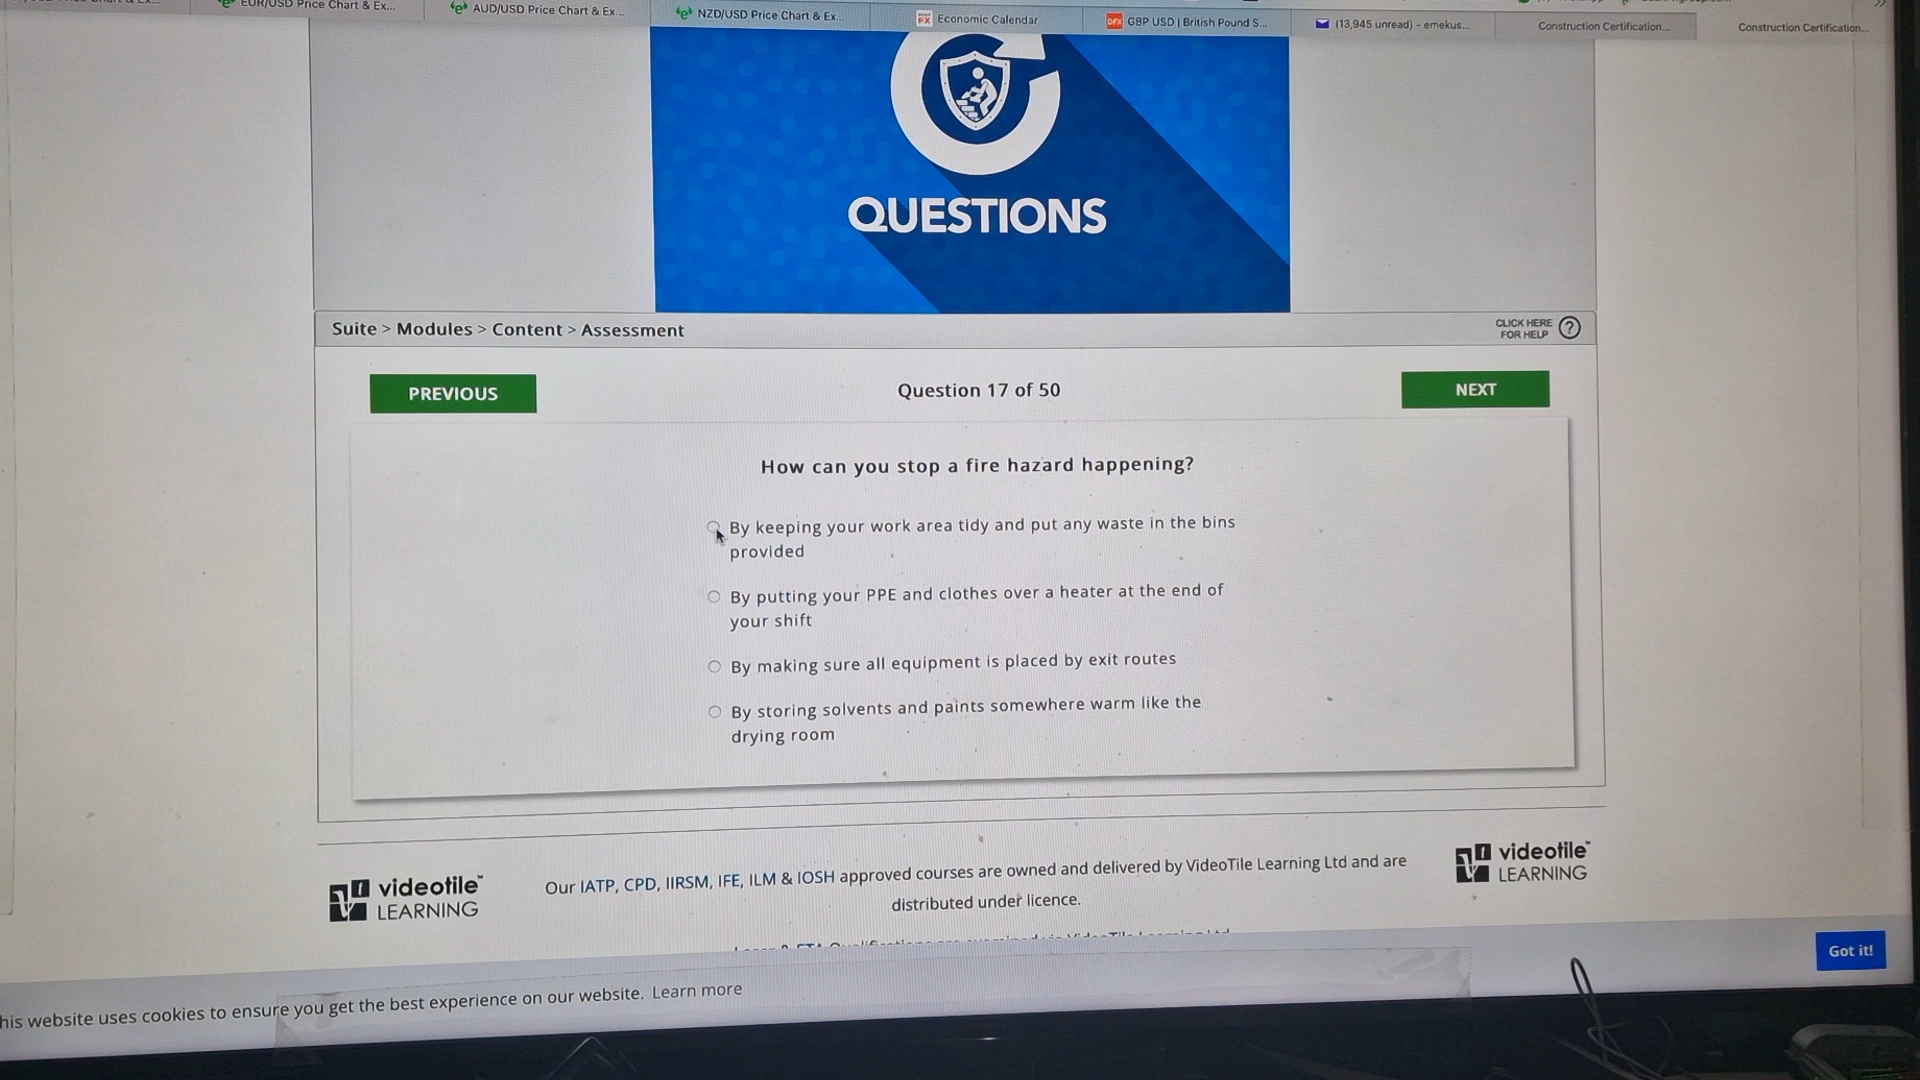 EUR/USD Price Chart & Ex...
AUD/USD Price Chart & Ex...
NZD/USD Price Chart & Ex...
FX Economic Calendar
DFX GBP USD | British Pound S...
(13,945 unread) - emekus...
Construction Certification...
Construction Certification...
QUESTIONS
Suite > Modules > Content > Assessment
CLICK HERE
FOR HELP ?
PREVIOUS
Question 17 of 50
NEXT
How can you stop a fire hazard happening?
By keeping your work area tidy and put any waste in the bins
provided
By putting your PPE and clothes over a heater at the end of
your shift
By making sure all equipment is placed by exit routes
By storing solvents and paints somewhere warm like the
drying room
videotile™
LEARNING
Our IATP, CPD, IIRSM, IFE, ILM & IOSH approved courses are owned and delivered by VideoTile Learning Ltd and are
distributed under licence.
videotile™
LEARNING
Got it!
his website uses cookies to ensure you get the best experience on our website. Learn more